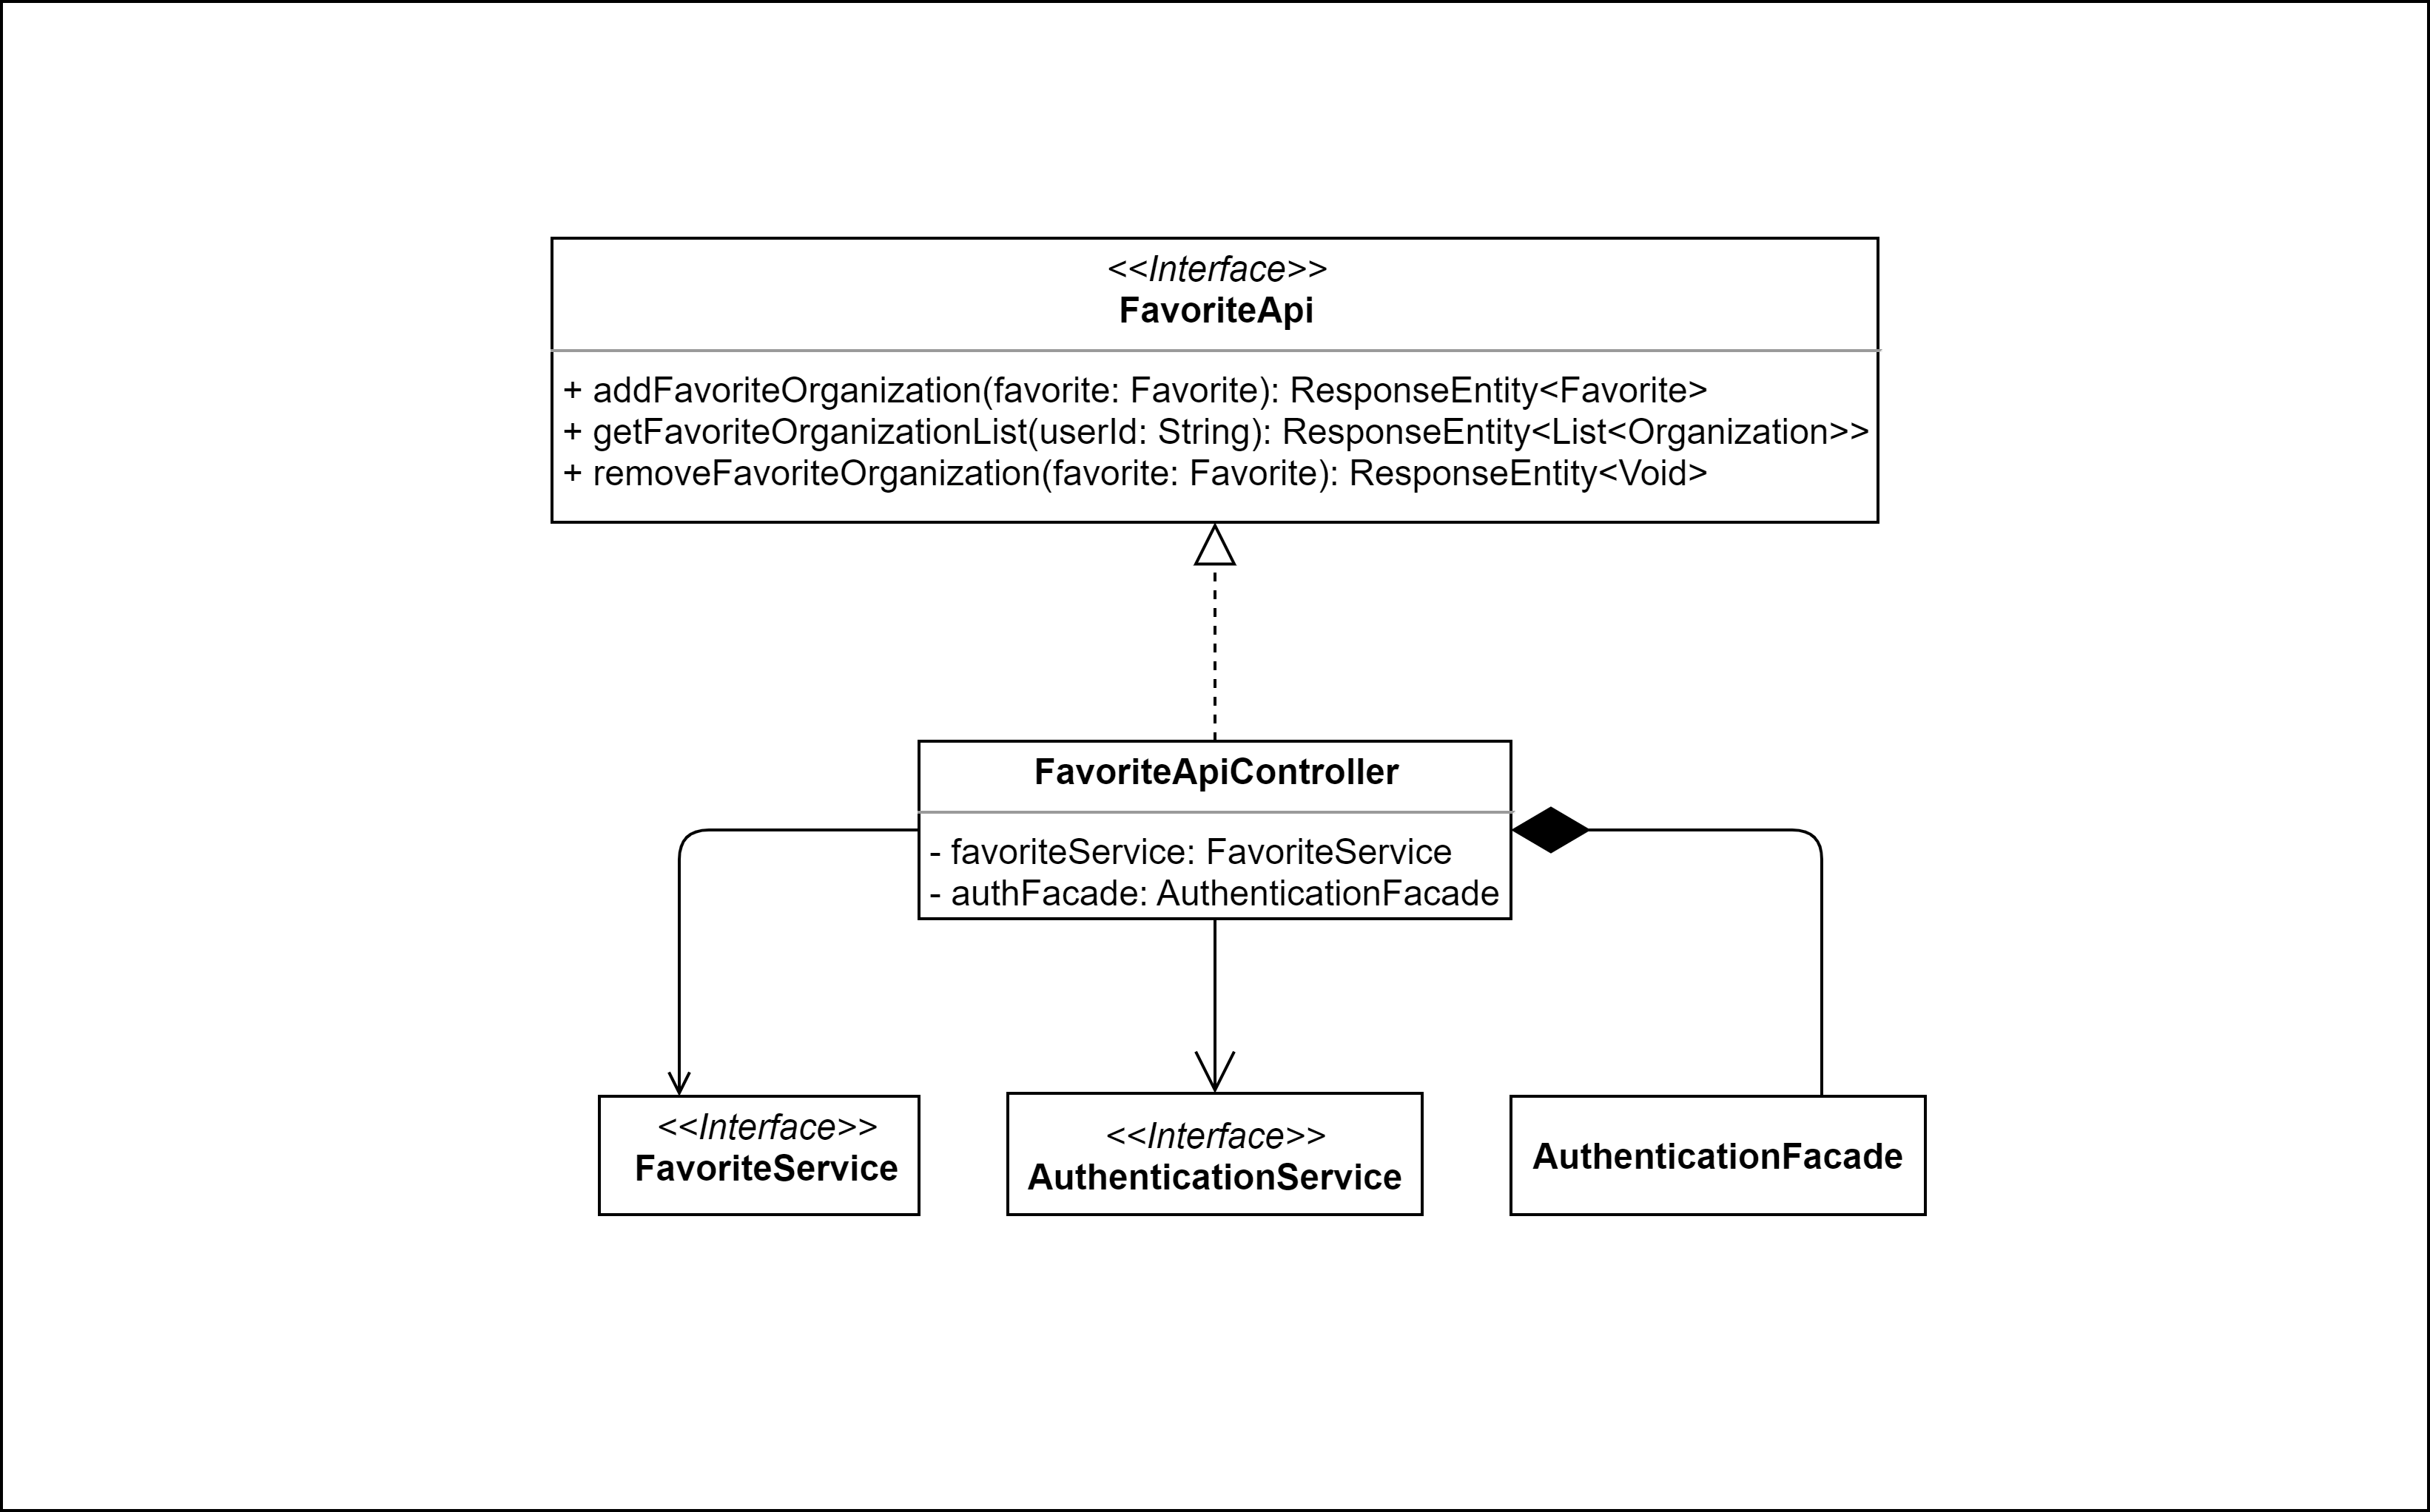 <<Interface>>
FavoriteApi
+ addFavoriteOrganization(favorite: Favorite): ResponseEntity<Favorite>
+ getFavoriteOrganizationList(userId: String): ResponseEntity<List<Organization>>
+ removeFavoriteOrganization(favorite: Favorite): ResponseEntity<Void>
FavoriteApiController
- favoriteService: FavoriteService
- authFacade: AuthenticationFacade
<<Interface>>
FavoriteService
<<Interface>>
AuthenticationService
AuthenticationFacade